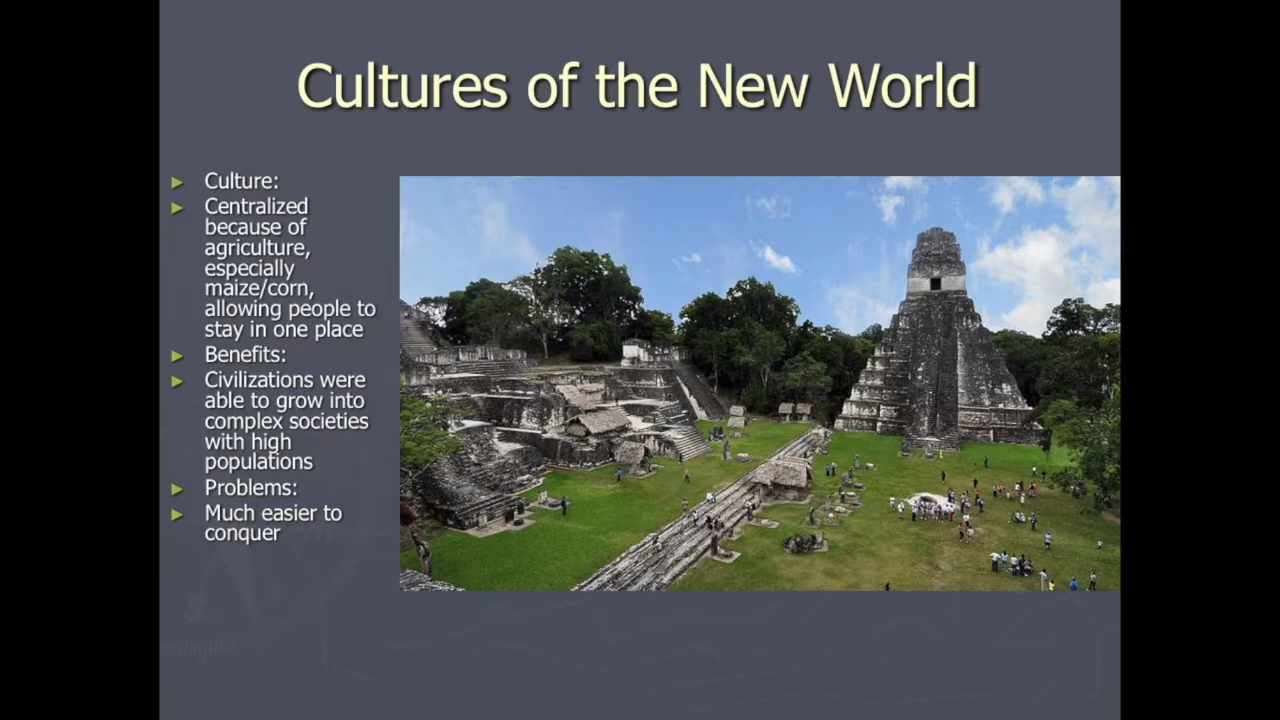 Cultures of the New World
Culture:
Centralized
because of
agriculture,
especially
maize/corn,
allowing people to
stay in one place
Benefits:
Civilizations were
able to grow into
complex societies
with high
populations
Problems:
Much easier to
conquer